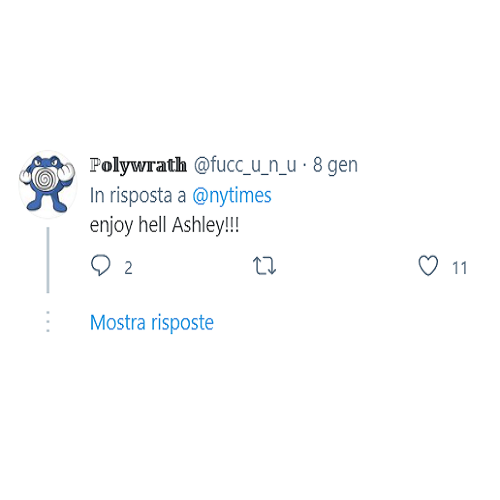 ℙ𝕠𝕝𝕪𝕨𝕣𝕒𝕥𝕙 @fucc_u_n_u · 8 gen
In risposta a @nytimes
enjoy hell Ashley!!!
2 11
Mostra risposte